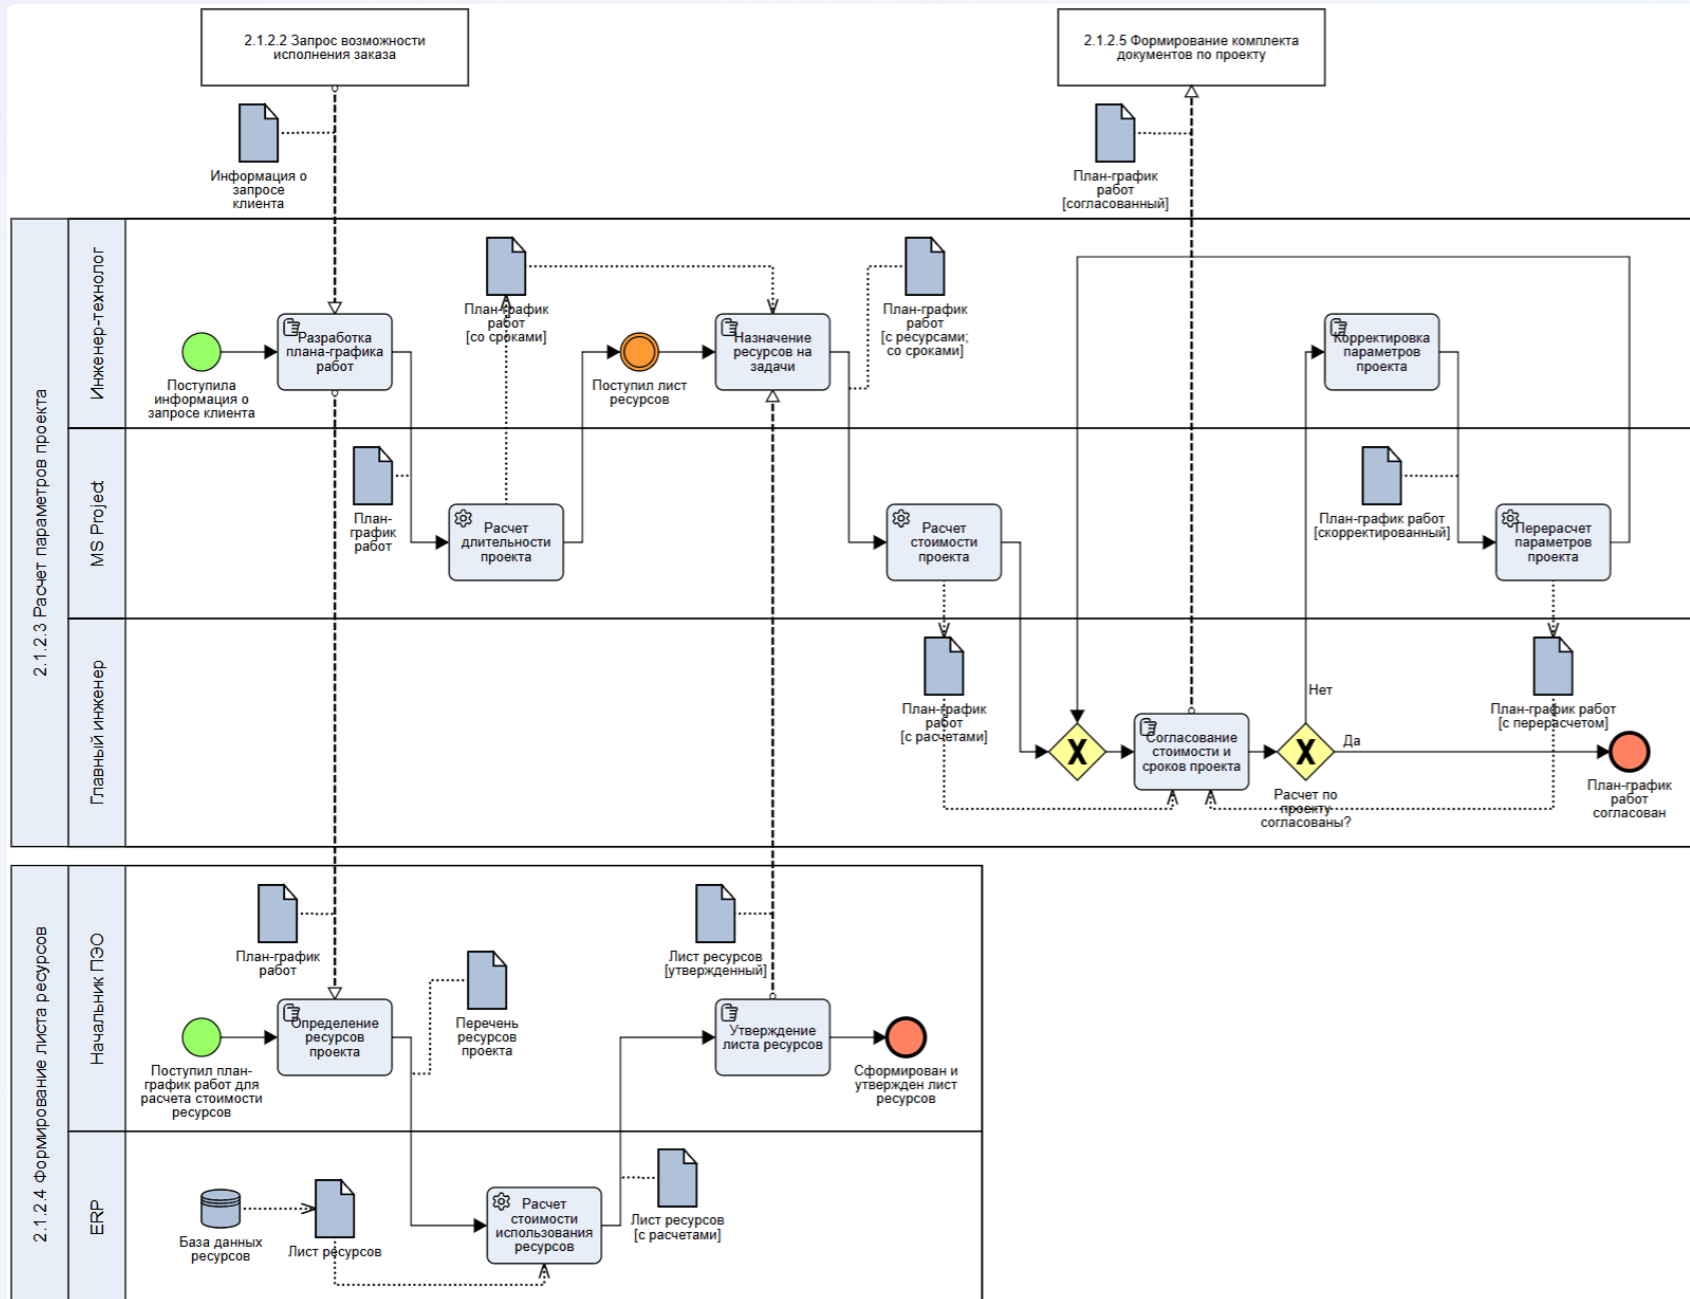 2.1.2.2 Запрос возможности
исполнения заказа
2.1.2.5 Формирование комплекта
документов по проекту
Информация о
запросе
клиента
План-график
работ
[согласованный]
2.1.2.3 Расчет параметров проекта
Инженер-технолог
Поступила
информация о
запросе клиента
Разработка
плана-графика
работ
План-график
работ
[со сроками]
Поступил лист
ресурсов
Назначение
ресурсов на
задачи
План-график
работ
[с ресурсами;
со сроками]
Корректировка
параметров
проекта
MS Project
План-
график
работ
Расчет
длительности
проекта
Расчет
стоимости
проекта
План-график работ
[скорректированный]
Перерасчет
параметров
проекта
Главный инженер
План-график
работ
[с расчетами]
X
Согласование
стоимости и
сроков проекта
X
Нет
Да
Расчет по
проекту
согласованы?
План-график работ
[с перерасчетом]
План-график
работ
согласован
2.1.2.4 Формирование листа ресурсов
Начальник ПЭО
План-график
работ
Поступил план-
график работ для
расчета стоимости
ресурсов
Определение
ресурсов
проекта
Перечень
ресурсов
проекта
Лист ресурсов
[утвержденный]
Утверждение
листа ресурсов
Сформирован и
утвержден лист
ресурсов
ERP
База данных
ресурсов
Лист ресурсов
Расчет
стоимости
использования
ресурсов
Лист ресурсов
[с расчетами]